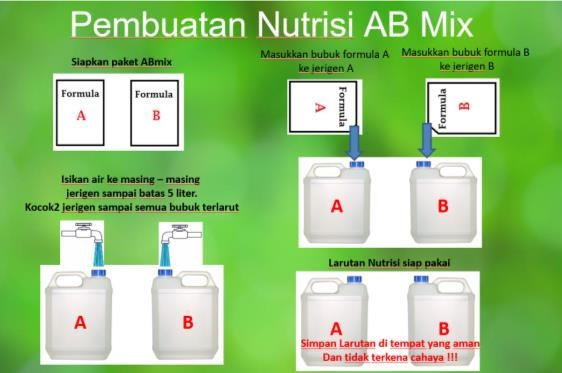 Pembuatan Nutrisi AB Mix
Siapkan paket ABmix
Formula
A
Formula
B
Masukkan bubuk formula A
ke jerigen A
Masukkan bubuk formula B
ke jerigen B
Formula
A
Formula
B
A
B
Isikan air ke masing – masing
jerigen sampai batas 5 liter.
Kocok2 jerigen sampai semua bubuk terlarut
A
B
Larutan Nutrisi siap pakai
A
B
Simpan Larutan di tempat yang aman
Dan tidak terkena cahaya !!!